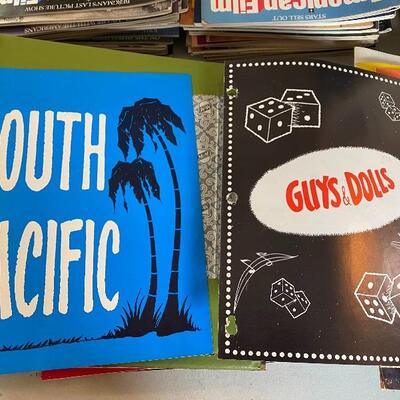 BERGMAN'S LAST PICTURE SHOW
STARS SELL OUT
American Film
OUTH
ACIFIC
GUYS & DOLLS